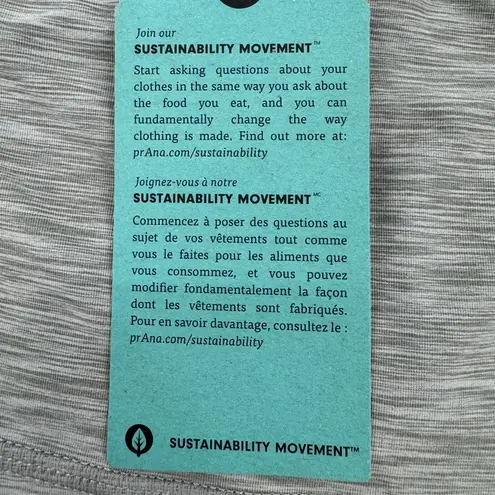 Join our
SUSTAINABILITY MOVEMENT™
Start asking questions about your
clothes in the same way you ask about
the food you eat, and you can
fundamentally change the way
clothing is made. Find out more at:
prAna.com/sustainability
Joignez-vous à notre
SUSTAINABILITY MOVEMENT MC
Commencez à poser des questions au
sujet de vos vêtements tout comme
vous le faites pour les aliments que
vous consommez, et vous pouvez
modifier fondamentalement la façon
dont les vêtements sont fabriqués.
Pour en savoir davantage, consultez le :
prAna.com/sustainability
SUSTAINABILITY MOVEMENT™